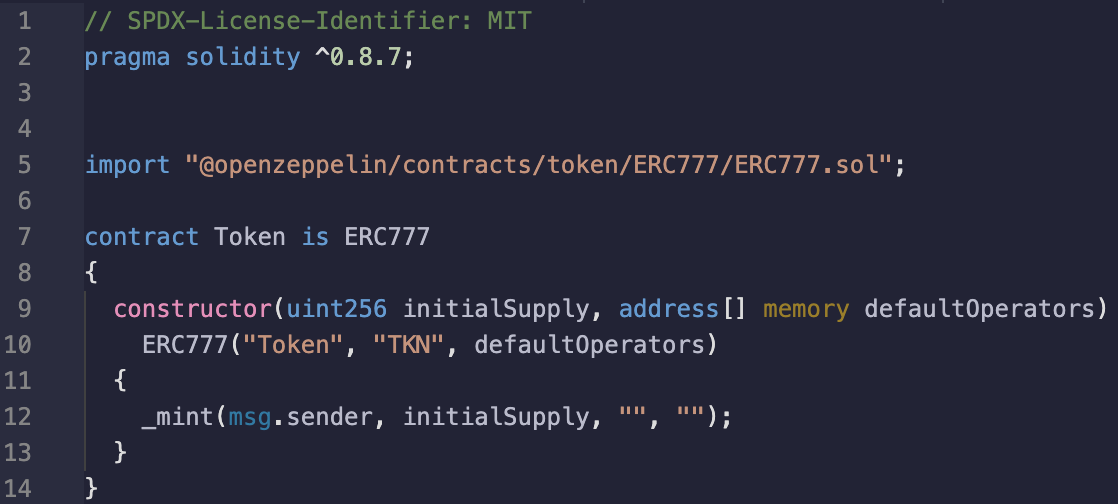 1 // SPDX-License-Identifier: MIT
2 pragma solidity ^0.8.7;
3
4
5 import "@openzeppelin/contracts/token/ERC777/ERC777.sol";
6
7 contract Token is ERC777
8 {
9 constructor(uint256 initialSupply, address[] memory defaultOperators)
10 ERC777("Token", "TKN", defaultOperators)
11 {
12 _mint(msg.sender, initialSupply, "", "");
13 }
14 }